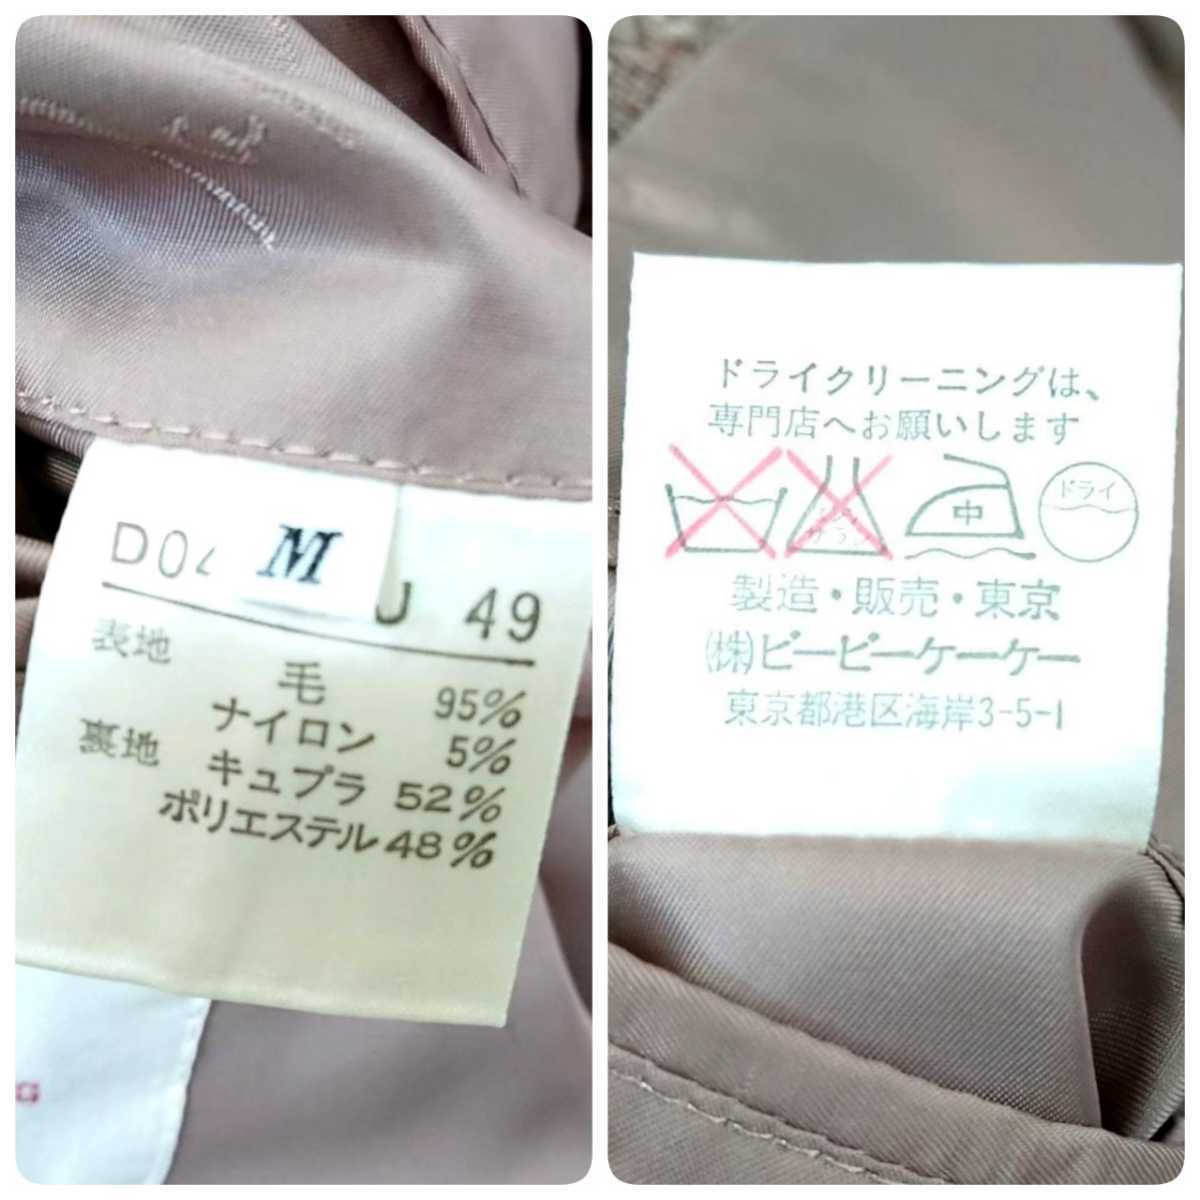 D04 M J 49
表地
毛 95%
ナイロン 5%
裏地 キュプラ 52%
ポリエステル 48%
ドライクリーニングは、
専門店へお願いします
中 ドライ
製造・販売・東京
(株)ビービーケーケー
東京都港区海岸3-5-1